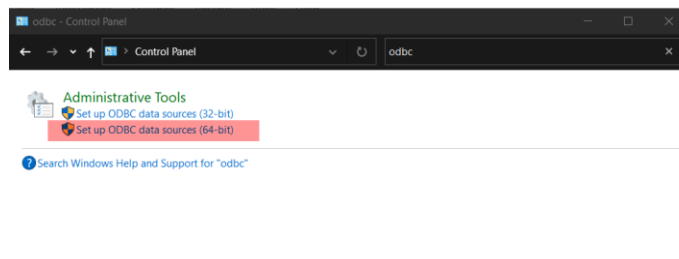 odbc - Control Panel
Control Panel
odbc
Administrative Tools
Set up ODBC data sources (32-bit)
Set up ODBC data sources (64-bit)
Search Windows Help and Support for "odbc"